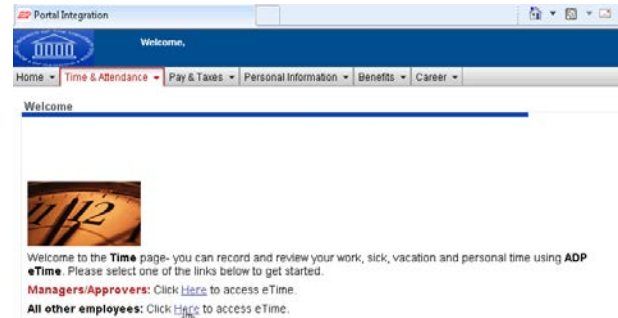 Portal Integration
Welcome,
Home Time & Attendance Pay & Taxes Personal Information Benefits Career
Welcome
11 12
Welcome to the Time page- you can record and review your work, sick, vacation and personal time using ADP
eTime. Please select one of the links below to get started.
Managers/Approvers: Click Here to access eTime.
All other employees: Click Here to access eTime.